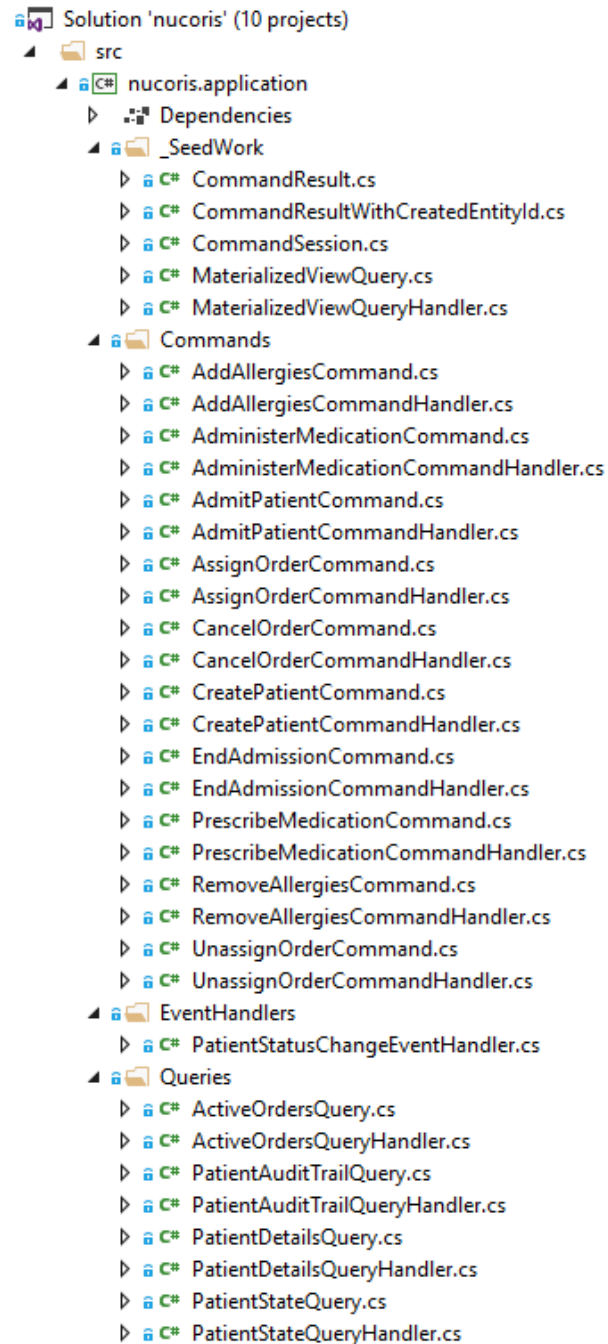 Solution 'nucoris' (10 projects)
src
C# nucoris.application
Dependencies
_SeedWork
C# CommandResult.cs
C# CommandResultWithCreatedEntityId.cs
C# CommandSession.cs
C# MaterializedViewQuery.cs
C# MaterializedViewQueryHandler.cs
Commands
C# AddAllergiesCommand.cs
C# AddAllergiesCommandHandler.cs
C# AdministerMedicationCommand.cs
C# AdministerMedicationCommandHandler.cs
C# AdmitPatientCommand.cs
C# AdmitPatientCommandHandler.cs
C# AssignOrderCommand.cs
C# AssignOrderCommandHandler.cs
C# CancelOrderCommand.cs
C# CancelOrderCommandHandler.cs
C# CreatePatientCommand.cs
C# CreatePatientCommandHandler.cs
C# EndAdmissionCommand.cs
C# EndAdmissionCommandHandler.cs
C# PrescribeMedicationCommand.cs
C# PrescribeMedicationCommandHandler.cs
C# RemoveAllergiesCommand.cs
C# RemoveAllergiesCommandHandler.cs
C# UnassignOrderCommand.cs
C# UnassignOrderCommandHandler.cs
EventHandlers
C# PatientStatusChangeEventHandler.cs
Queries
C# ActiveOrdersQuery.cs
C# ActiveOrdersQueryHandler.cs
C# PatientAuditTrailQuery.cs
C# PatientAuditTrailQueryHandler.cs
C# PatientDetailsQuery.cs
C# PatientDetailsQueryHandler.cs
C# PatientStateQuery.cs
C# PatientStateQueryHandler.cs